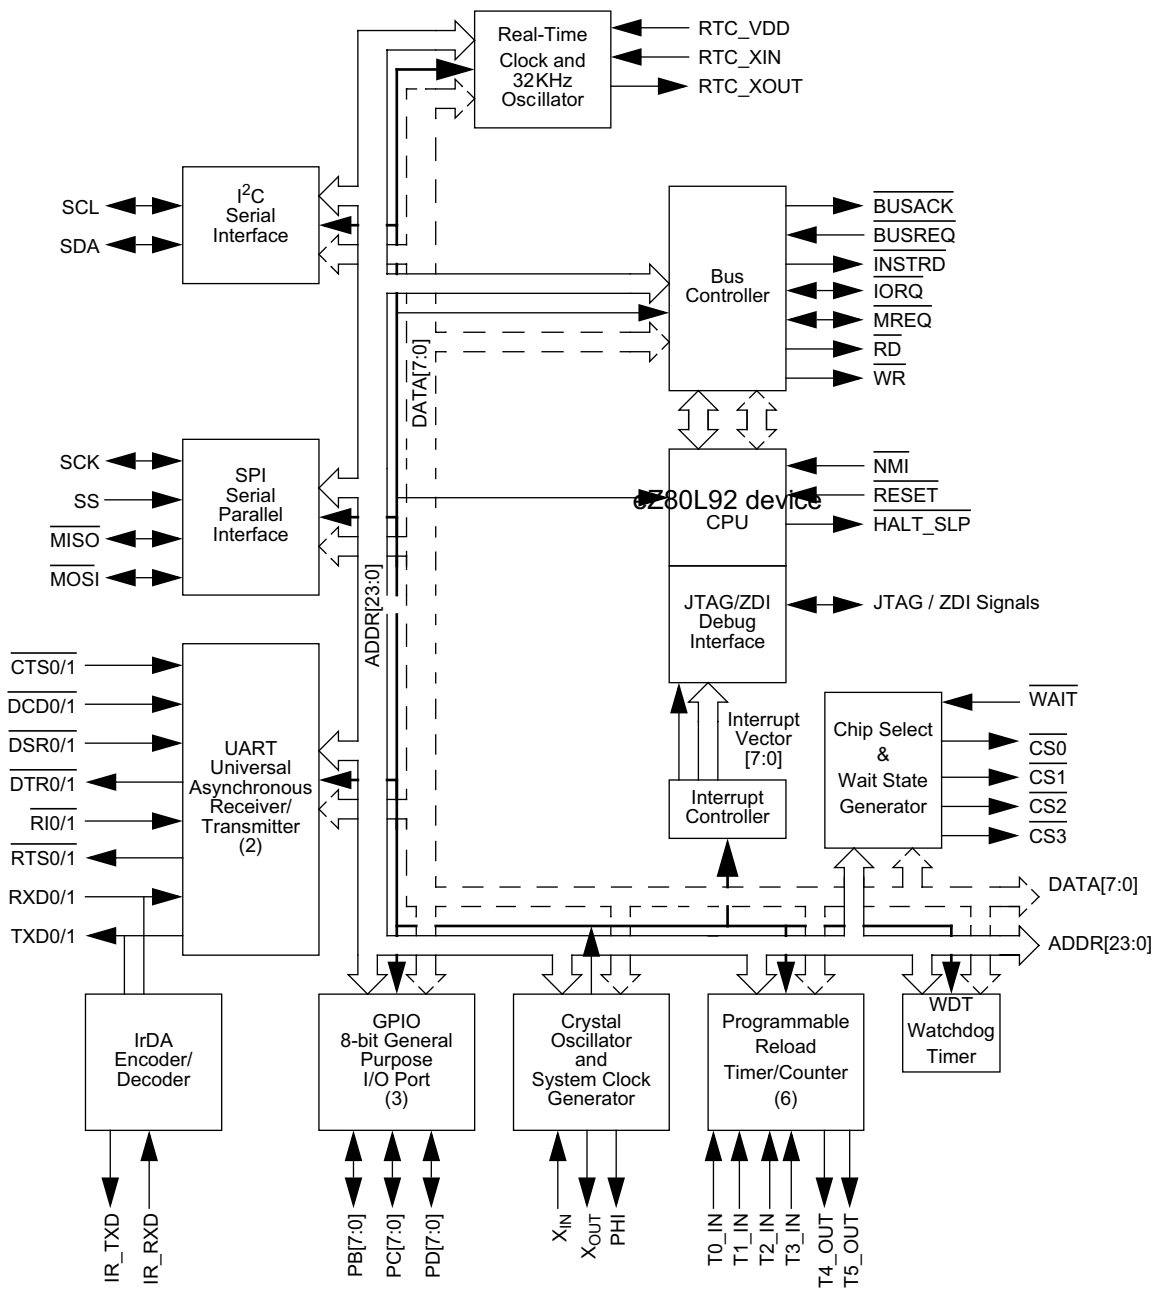 Real-Time
Clock and
32KHz
Oscillator
RTC_VDD
RTC_XIN
RTC_XOUT
I2C
Serial
Interface
SCL
SDA
Bus
Controller
BUSACK
BUSREQ
INSTRD
IORQ
MREQ
RD
WR
DATA[7:0]
SPI
Serial
Parallel
Interface
SCK
SS
MISO
MOSI
eZ80L92 device
CPU
NMI
RESET
HALT_SLP
ADDR[23:0]
JTAG/ZDI
Debug
Interface
JTAG / ZDI Signals
UART
Universal
Asynchronous
Receiver/
Transmitter
(2)
CTS0/1
DCD0/1
DSR0/1
DTR0/1
RI0/1
RTS0/1
RXD0/1
TXD0/1
Interrupt
Vector
[7:0]
Interrupt
Controller
Chip Select
&
Wait State
Generator
WAIT
CS0
CS1
CS2
CS3
DATA[7:0]
ADDR[23:0]
IrDA
Encoder/
Decoder
GPIO
8-bit General
Purpose
I/O Port
(3)
Crystal
Oscillator
and
System Clock
Generator
Programmable
Reload
Timer/Counter
(6)
WDT
Watchdog
Timer
IR_TXD
IR_RXD
PB[7:0]
PC[7:0]
PD[7:0]
XIN
XOUT
PHI
T0_IN
T1_IN
T2_IN
T3_IN
T4_OUT
T5_OUT